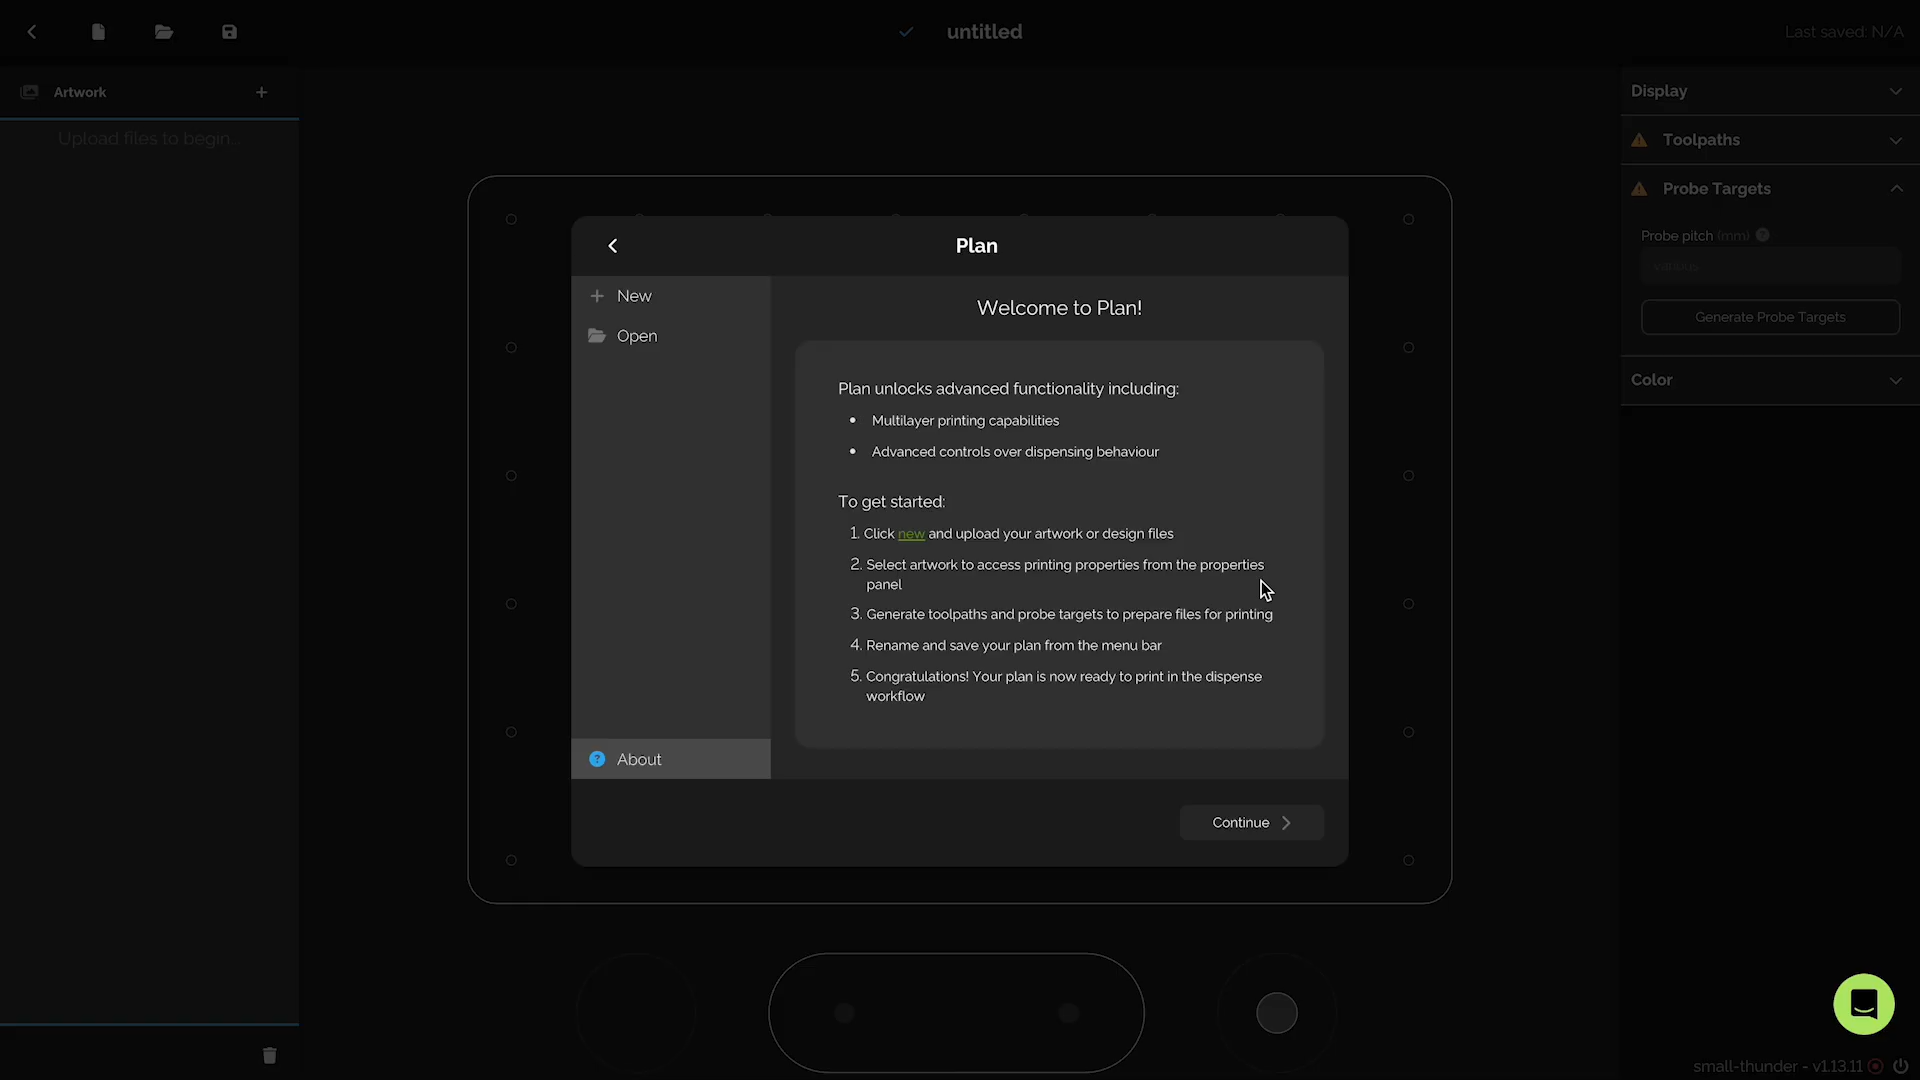 untitled
Last saved: N/A
Artwork
Upload files to begin...
Display
Toolpaths
Probe Targets
Probe pitch (mm)
various
Generate Probe Targets
Color
Plan
New
Open
About
Welcome to Plan!
Plan unlocks advanced functionality including:
• Multilayer printing capabilities
• Advanced controls over dispensing behaviour
To get started:
1. Click new and upload your artwork or design files
2. Select artwork to access printing properties from the properties
panel
3. Generate toolpaths and probe targets to prepare files for printing
4. Rename and save your plan from the menu bar
5. Congratulations! Your plan is now ready to print in the dispense
workflow
Continue
small-thunder - v1.13.11